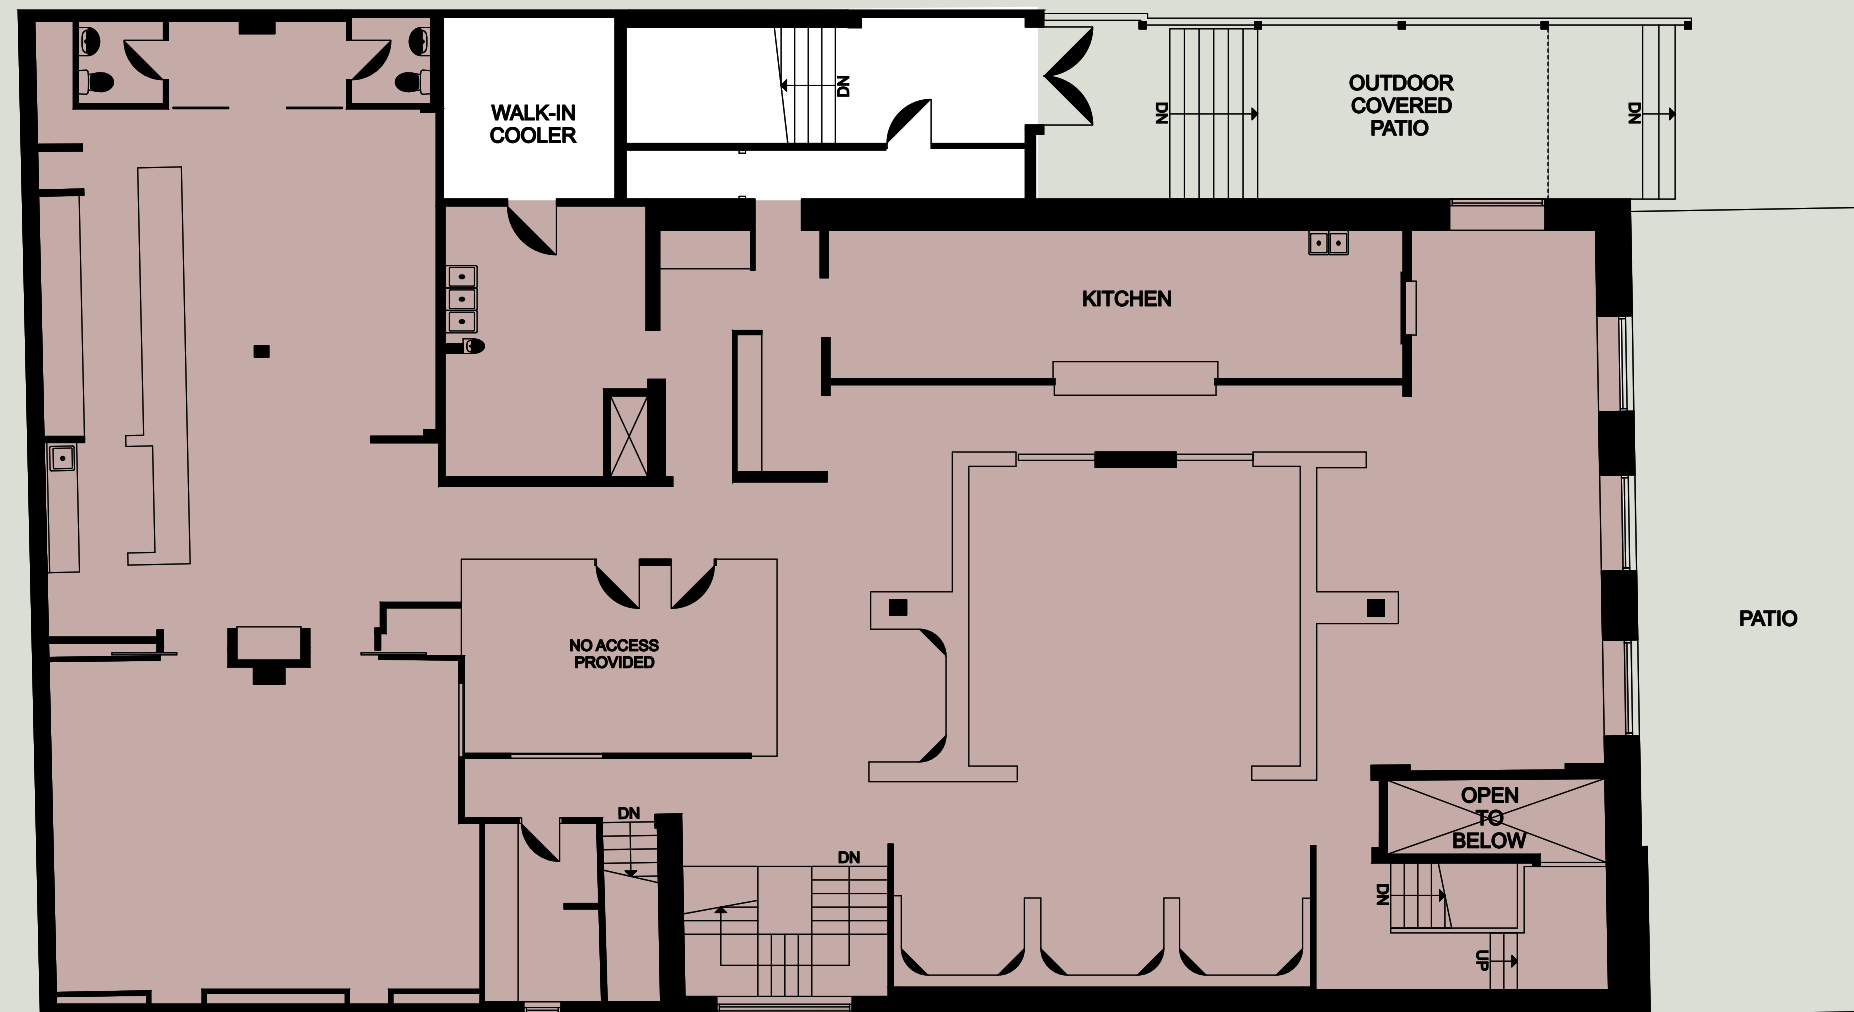 WALK-IN
COOLER
DN
DN
OUTDOOR
COVERED
PATIO
DN
KITCHEN
NO ACCESS
PROVIDED
PATIO
DN
DN
OPEN
TO
BELOW
DN
UP